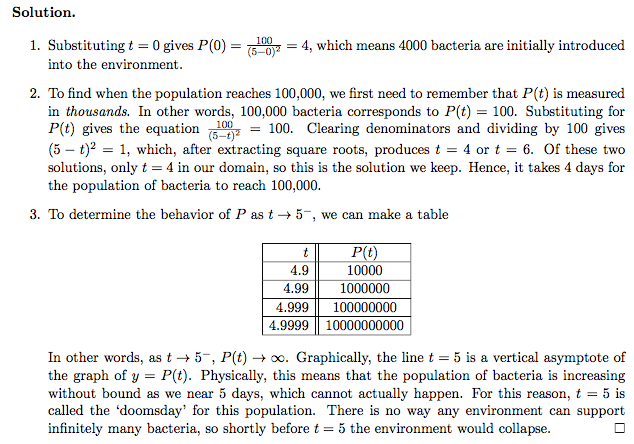 Solution.
1. Substituting t = 0 gives P(0) = 100/(5−0)² = 4, which means 4000 bacteria are initially introduced
into the environment.
2. To find when the population reaches 100,000, we first need to remember that P(t) is measured
in thousands. In other words, 100,000 bacteria corresponds to P(t) = 100. Substituting for
P(t) gives the equation 100/(5−t)² = 100. Clearing denominators and dividing by 100 gives
(5 − t)² = 1, which, after extracting square roots, produces t = 4 or t = 6. Of these two
solutions, only t = 4 in our domain, so this is the solution we keep. Hence, it takes 4 days for
the population of bacteria to reach 100,000.
3. To determine the behavior of P as t → 5⁻, we can make a table
t P(t)
4.9 10000
4.99 1000000
4.999 100000000
4.9999 10000000000
In other words, as t → 5⁻, P(t) → ∞. Graphically, the line t = 5 is a vertical asymptote of
the graph of y = P(t). Physically, this means that the population of bacteria is increasing
without bound as we near 5 days, which cannot actually happen. For this reason, t = 5 is
called the ‘doomsday’ for this population. There is no way any environment can support
infinitely many bacteria, so shortly before t = 5 the environment would collapse. □